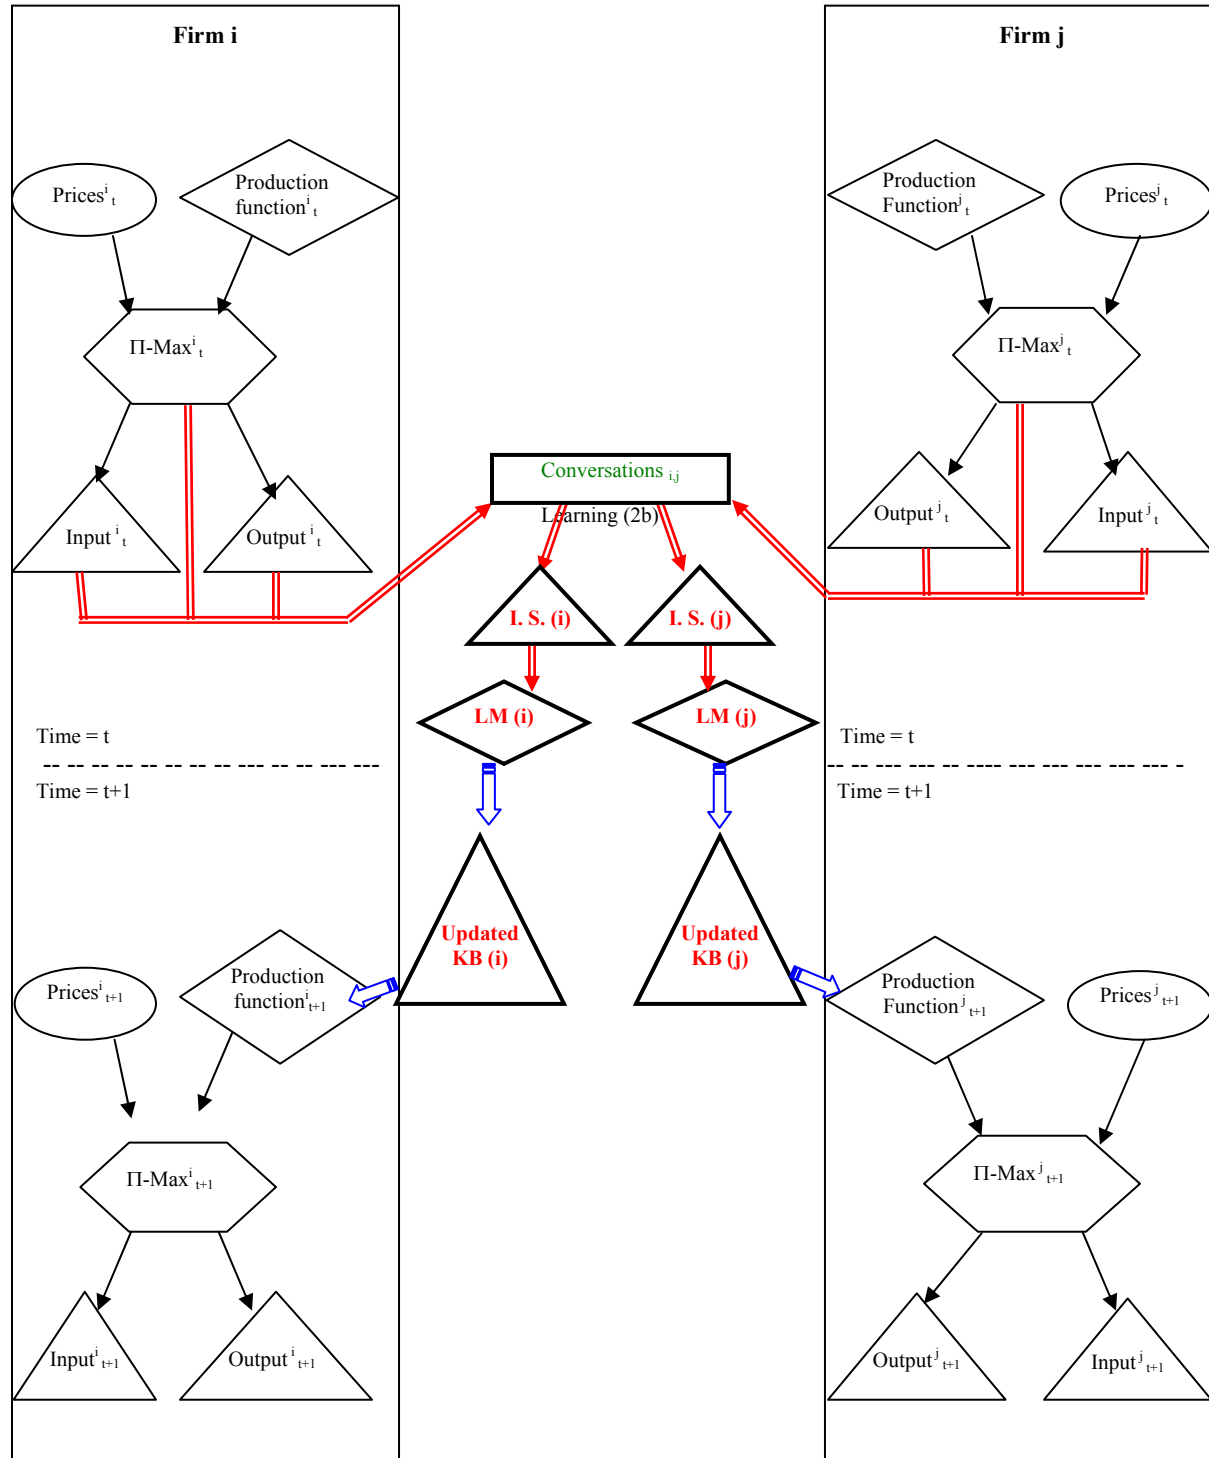 Firm i
Firm j
Prices^i_t
Production
function^i_t
Production
Function^j_t
Prices^j_t
Π-Max^i_t
Π-Max^j_t
Conversations i,j
Learning (2b)
Input^i_t
Output^i_t
Output^j_t
Input^j_t
I. S. (i)
I. S. (j)
LM (i)
LM (j)
Time = t
Time = t
Time = t+1
Time = t+1
Updated
KB (i)
Updated
KB (j)
Prices^i_t+1
Production
function^i_t+1
Production
Function^j_t+1
Prices^j_t+1
Π-Max^i_t+1
Π-Max^j_t+1
Input^i_t+1
Output^i_t+1
Output^j_t+1
Input^j_t+1